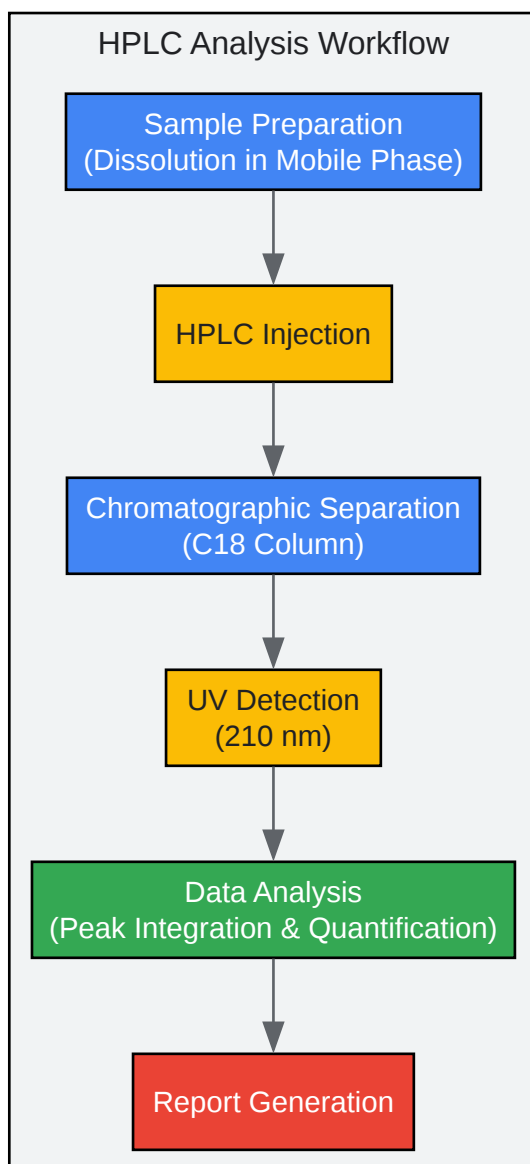 HPLC Analysis Workflow
Sample Preparation
(Dissolution in Mobile Phase)
HPLC Injection
Chromatographic Separation
(C18 Column)
UV Detection
(210 nm)
Data Analysis
(Peak Integration & Quantification)
Report Generation